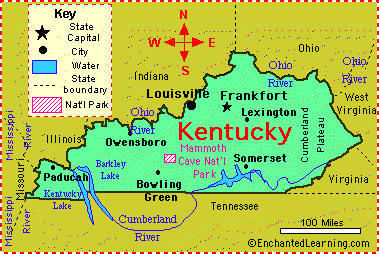 Key
State
Capital
City
Water
State
boundary
Nat'l Park
N
W E
S
Ohio
Indiana
Ohio
River
Ohio
River
West
Virginia
Louisville
Frankfort
Lexington
Ohio
River
Kentucky
Cumberland
Plateau
Mississippi
River
Illinois
Owensboro
Mammoth
Cave Nat'l
Park
Somerset
Missouri
Paducah
Barkley
Lake
Bowling
Green
Virginia
Kentucky
Lake
Mississippi
River
Cumberland
River
Tennessee
100 Miles
©EnchantedLearning.com